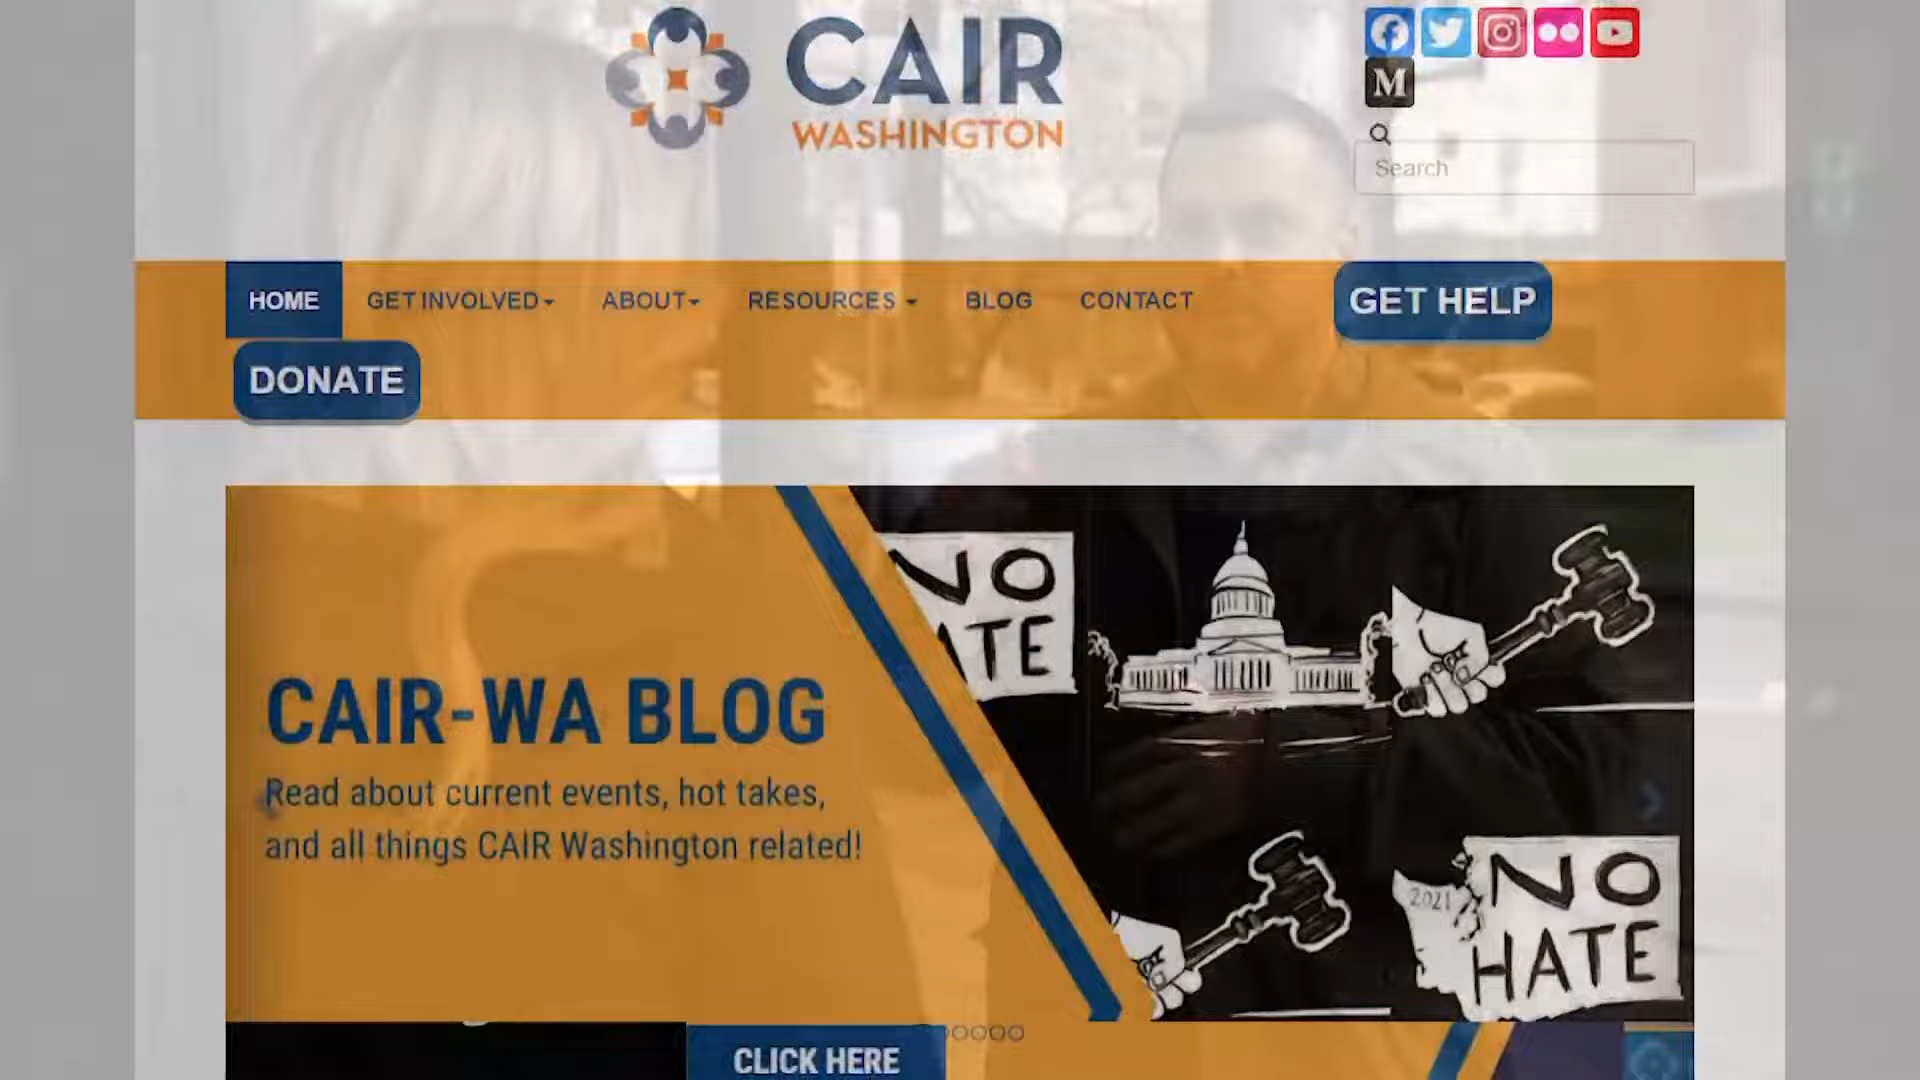 CAIR
WASHINGTON
M
Search
HOME GET INVOLVED ABOUT RESOURCES BLOG CONTACT GET HELP
DONATE
NO
ATE
CAIR-WA BLOG
Read about current events, hot takes,
and all things CAIR Washington related!
2021
NO
HATE
CLICK HERE